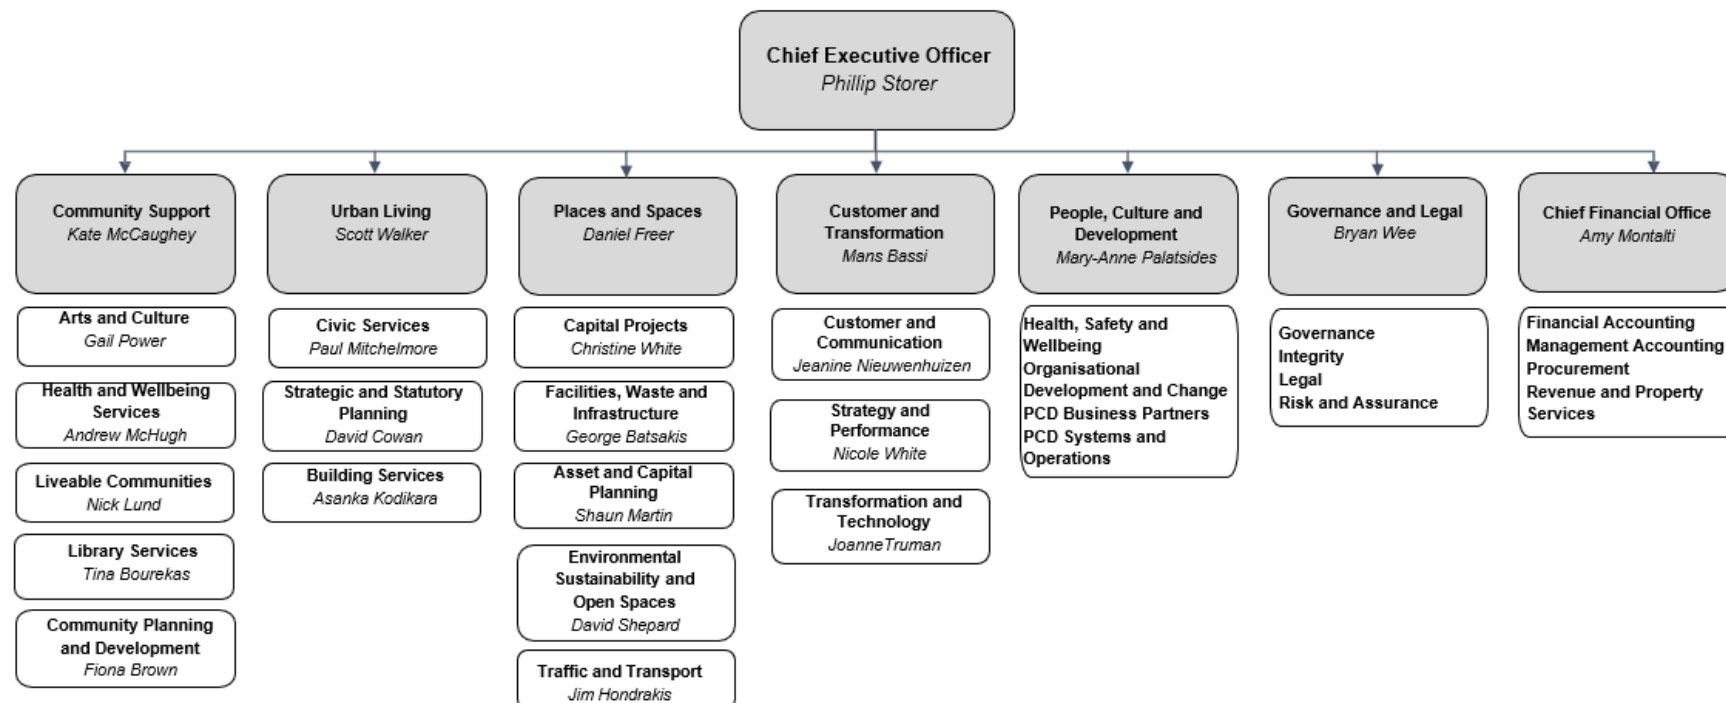 Chief Executive Officer
Phillip Storer
Community Support
Kate McCaughey
Arts and Culture
Gail Power
Health and Wellbeing
Services
Andrew McHugh
Liveable Communities
Nick Lund
Library Services
Tina Bourekas
Community Planning
and Development
Fiona Brown
Urban Living
Scott Walker
Civic Services
Paul Mitchelmore
Strategic and Statutory
Planning
David Cowan
Building Services
Asanka Kodikara
Places and Spaces
Daniel Freer
Capital Projects
Christine White
Facilities, Waste and
Infrastructure
George Batsakis
Asset and Capital
Planning
Shaun Martin
Environmental
Sustainability and
Open Spaces
David Shepard
Traffic and Transport
Jim Hondrakis
Customer and
Transformation
Mans Bassi
Customer and
Communication
Jeanine Nieuwenhuizen
Strategy and
Performance
Nicole White
Transformation and
Technology
JoanneTruman
People, Culture and
Development
Mary-Anne Palatsides
Health, Safety and
Wellbeing
Organisational
Development and Change
PCD Business Partners
PCD Systems and
Operations
Governance and Legal
Bryan Wee
Governance
Integrity
Legal
Risk and Assurance
Chief Financial Office
Amy Montalti
Financial Accounting
Management Accounting
Procurement
Revenue and Property
Services